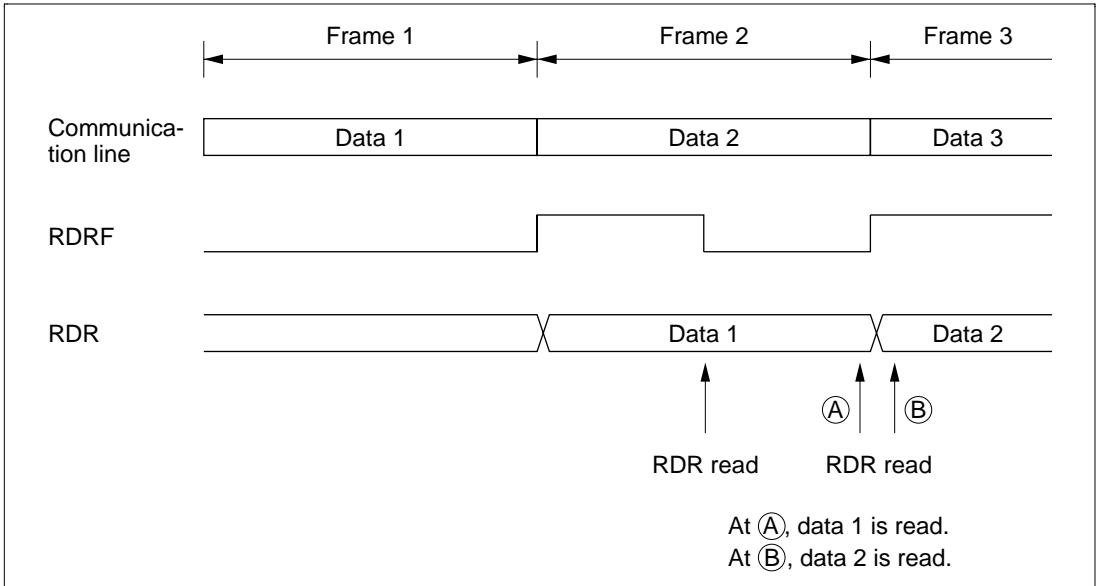 Frame 1 Frame 2 Frame 3
Communica-
tion line
Data 1 Data 2 Data 3
RDRF
RDR Data 1 Data 2
A B
RDR read RDR read
At A, data 1 is read.
At B, data 2 is read.